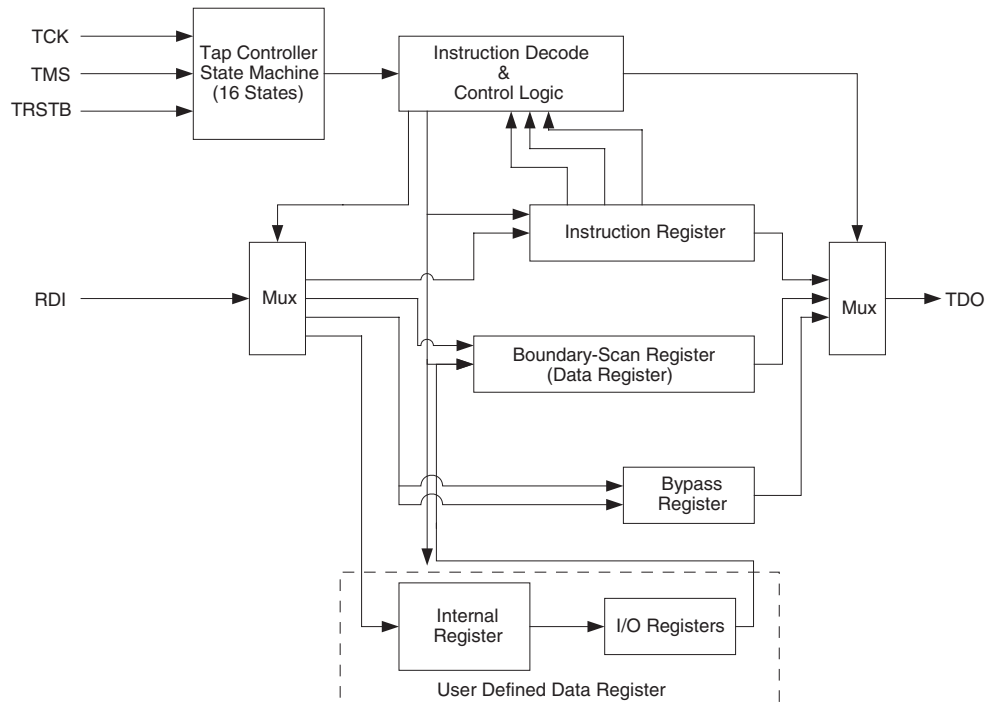 TCK
TMS
TRSTB
Tap Controller
State Machine
(16 States)
Instruction Decode
&
Control Logic
Instruction Register
RDI
Mux
Mux
TDO
Boundary-Scan Register
(Data Register)
Bypass
Register
Internal
Register
I/O Registers
User Defined Data Register